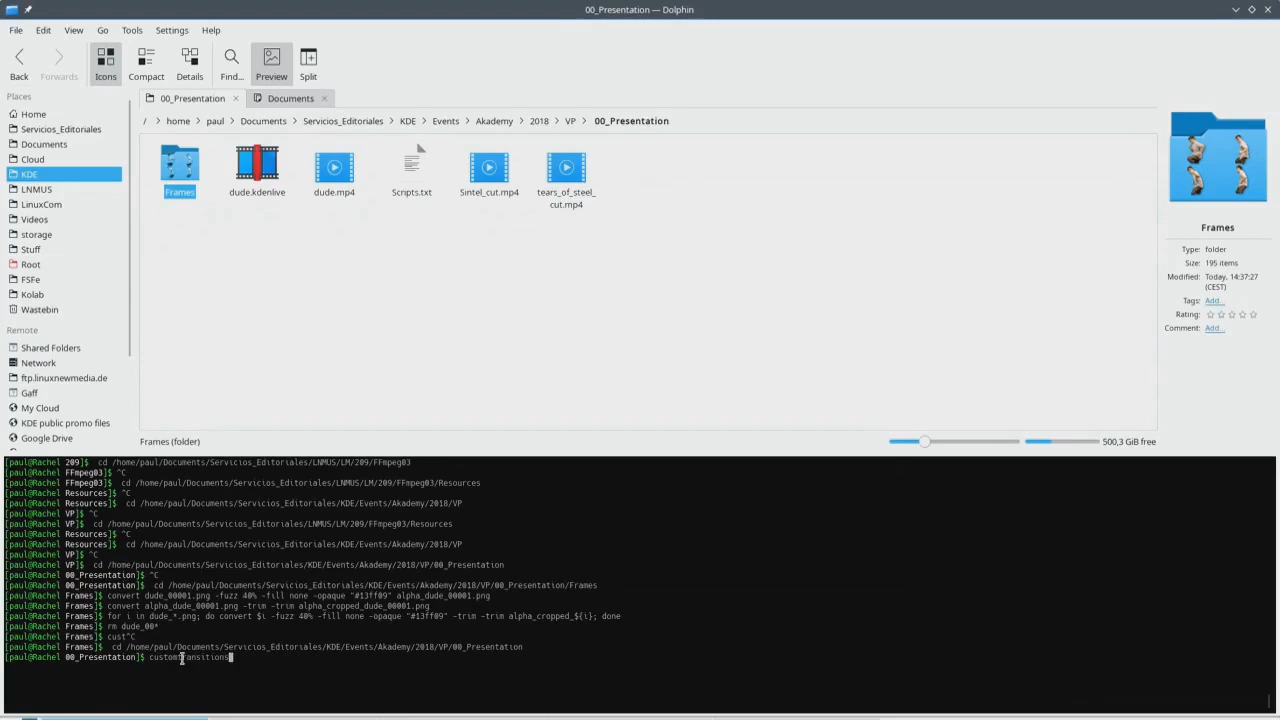 00_Presentation — Dolphin
File Edit View Go Tools Settings Help
Back Forwards Icons Compact Details Find... Preview Split
Places
Home
Servicios_Editoriales
Documents
Cloud
KDE
LNMUS
LinuxCom
Videos
storage
Stuff
Root
FSFe
Kolab
Wastebin
Remote
Shared Folders
Network
ftp.linuxnewmedia.de
Gaff
My Cloud
KDE public promo files
Google Drive
00_Presentation Documents
/ home > paul > Documents > Servicios_Editoriales > KDE > Events > Akademy > 2018 > VP > 00_Presentation
Frames dude.kdenlive dude.mp4 Scripts.txt Sintel_cut.mp4 tears_of_steel_
cut.mp4
Frames (folder) 500,3 GiB free
Frames
Type: folder
Size: 195 items
Modified: Today, 14:37:27
(CEST)
Tags: Add...
Rating:
Comment: Add...
[paul@Rachel 209]$ cd /home/paul/Documents/Servicios_Editoriales/LNMUS/LM/209/FFmpeg03
[paul@Rachel FFmpeg03]$ ^C
[paul@Rachel FFmpeg03]$ cd /home/paul/Documents/Servicios_Editoriales/LNMUS/LM/209/FFmpeg03/Resources
[paul@Rachel Resources]$ ^C
[paul@Rachel Resources]$ cd /home/paul/Documents/Servicios_Editoriales/KDE/Events/Akademy/2018/VP
[paul@Rachel VP]$ ^C
[paul@Rachel VP]$ cd /home/paul/Documents/Servicios_Editoriales/LNMUS/LM/209/FFmpeg03/Resources
[paul@Rachel Resources]$ ^C
[paul@Rachel Resources]$ cd /home/paul/Documents/Servicios_Editoriales/KDE/Events/Akademy/2018/VP
[paul@Rachel VP]$ ^C
[paul@Rachel VP]$ cd /home/paul/Documents/Servicios_Editoriales/KDE/Events/Akademy/2018/VP/00_Presentation
[paul@Rachel 00_Presentation]$ ^C
[paul@Rachel 00_Presentation]$ cd /home/paul/Documents/Servicios_Editoriales/KDE/Events/Akademy/2018/VP/00_Presentation/Frames
[paul@Rachel Frames]$ convert dude_00001.png -fuzz 40% -fill none -opaque "#13ff09" alpha_dude_00001.png
[paul@Rachel Frames]$ convert alpha_dude_00001.png -trim -trim alpha_cropped_dude_00001.png
[paul@Rachel Frames]$ for i in dude_*.png; do convert $i -fuzz 40% -fill none -opaque "#13ff09" -trim -trim alpha_cropped_${i}; done
[paul@Rachel Frames]$ rm dude_00*
[paul@Rachel Frames]$ cust^C
[paul@Rachel Frames]$ cd /home/paul/Documents/Servicios_Editoriales/KDE/Events/Akademy/2018/VP/00_Presentation
[paul@Rachel 00_Presentation]$ customtransitions